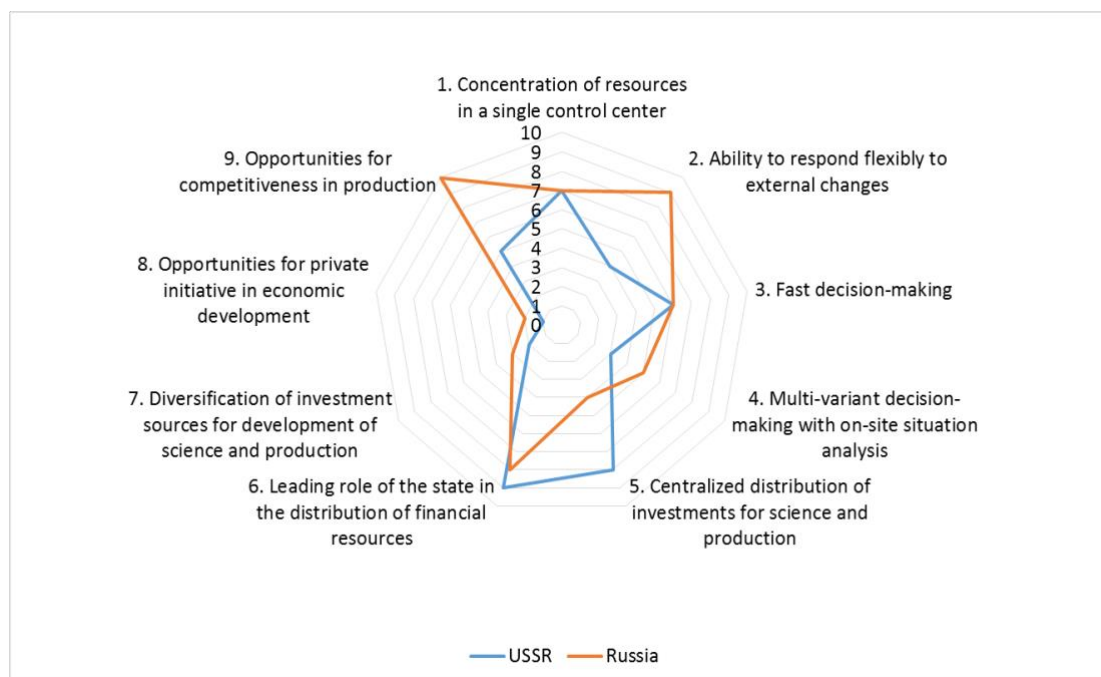 1. Concentration of resources
in a single control center
10
9
8
7
6
5
4
3
2
1
0
2. Ability to respond flexibly to
external changes
3. Fast decision-making
4. Multi-variant decision-
making with on-site situation
analysis
5. Centralized distribution of
investments for science and
production
6. Leading role of the state in
the distribution of financial
resources
7. Diversification of investment
sources for development of
science and production
8. Opportunities for private
initiative in economic
development
9. Opportunities for
competitiveness in production
USSR
Russia